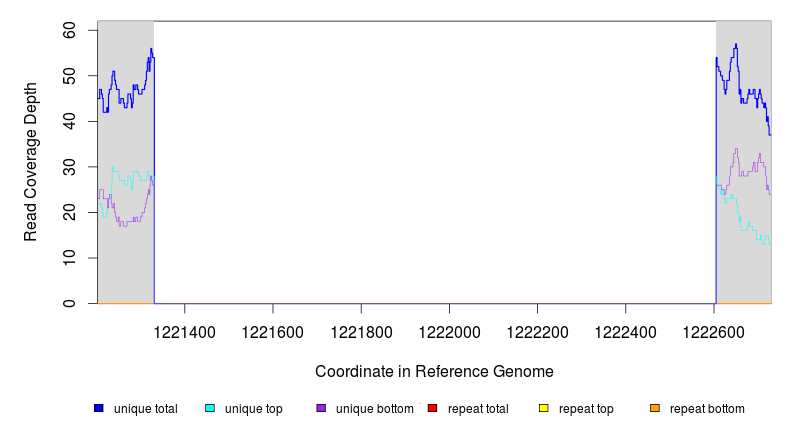 60
50
40
30
20
10
0
Read Coverage Depth
1221400 1221600 1221800 1222000 1222200 1222400 1222600
Coordinate in Reference Genome
unique total unique top unique bottom repeat total repeat top repeat bottom